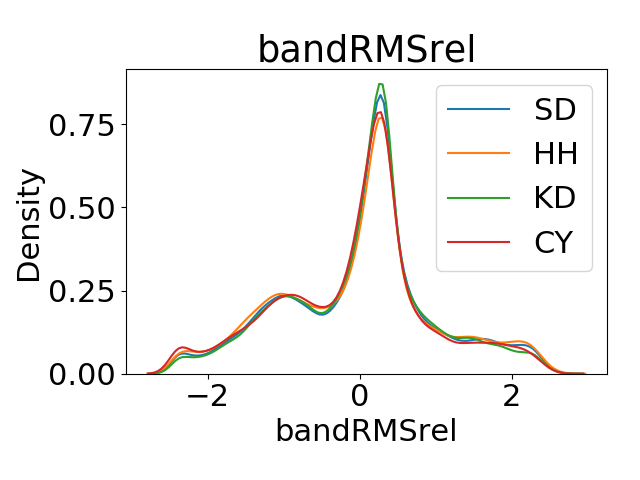 bandRMSrel
SD
HH
KD
CY
Density
0.75
0.50
0.25
0.00
−2
0
2
bandRMSrel